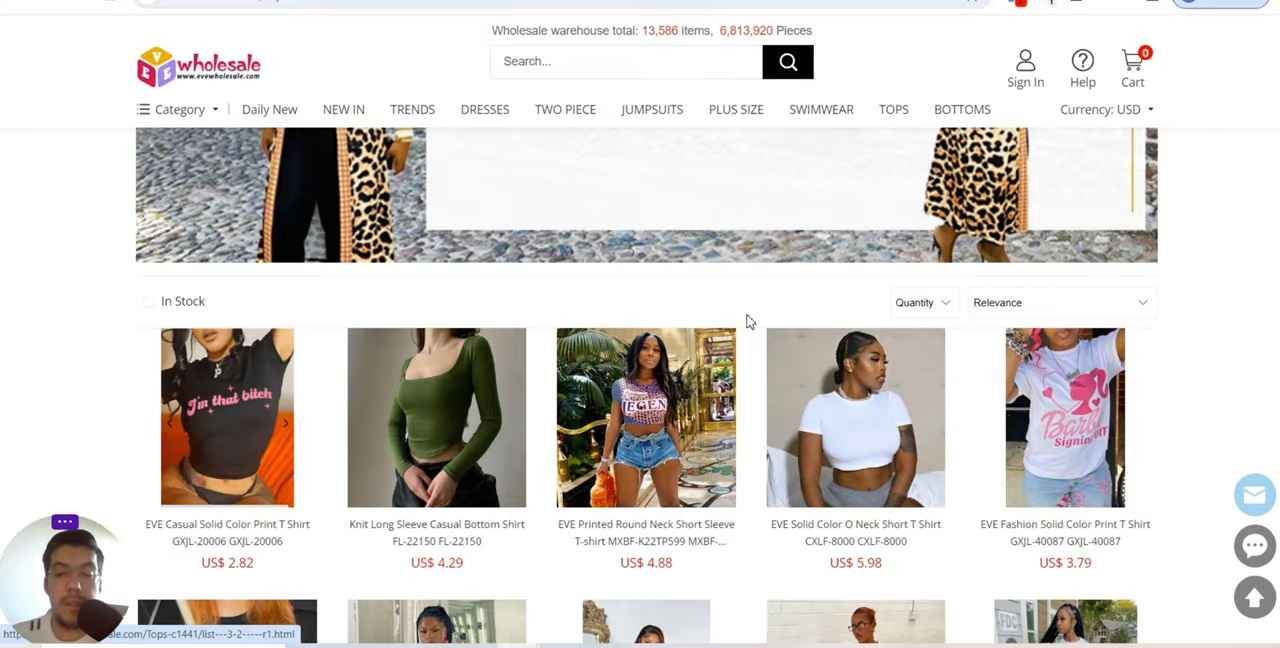 Wholesale warehouse total: 13,586 items, 6,813,920 Pieces
EVE wholesale
www.evewholesale.com
Search...
Sign In
Help
0
Cart
Category
Daily New
NEW IN
TRENDS
DRESSES
TWO PIECE
JUMPSUITS
PLUS SIZE
SWIMWEAR
TOPS
BOTTOMS
Currency: USD
In Stock
Quantity
Relevance
I'm that bitch
LEGEN
Barbie
Signing
EVE Casual Solid Color Print T Shirt
GXJL-20006 GXJL-20006
US$ 2.82
Knit Long Sleeve Casual Bottom Shirt
FL-22150 FL-22150
US$ 4.29
EVE Printed Round Neck Short Sleeve
T-shirt MXBF-K22TP599 MXBF-...
US$ 4.88
EVE Solid Color O Neck Short T Shirt
CXLF-8000 CXLF-8000
US$ 5.98
EVE Fashion Solid Color Print T Shirt
GXJL-40087 GXJL-40087
US$ 3.79
ale.com/Tops-c1441/list---3-2-----r1.html